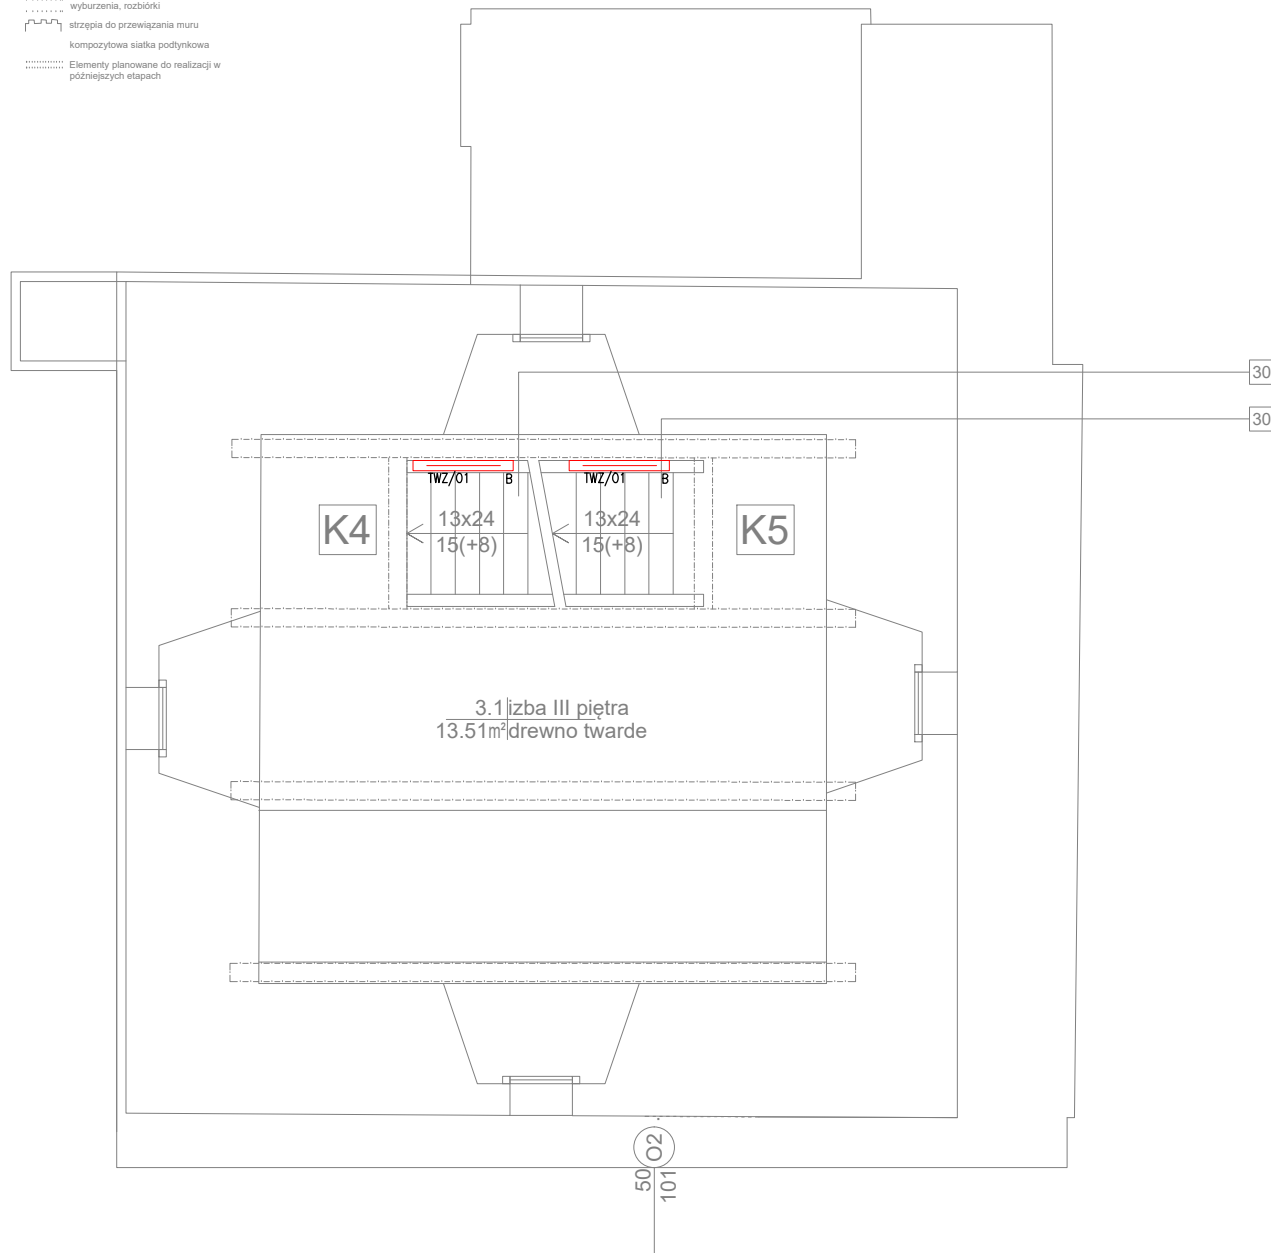 wyburzenia, rozbiórki
strzępia do przewiązania muru
kompozytowa siatka podtynkowa
Elementy planowane do realizacji w
późniejszych etapach
30
30
TWZ/01 B
TWZ/01 B
K4
13x24
15(+8)
13x24
15(+8)
K5
3.1 izba III piętra
13.51m² drewno twarde
O2
50
101